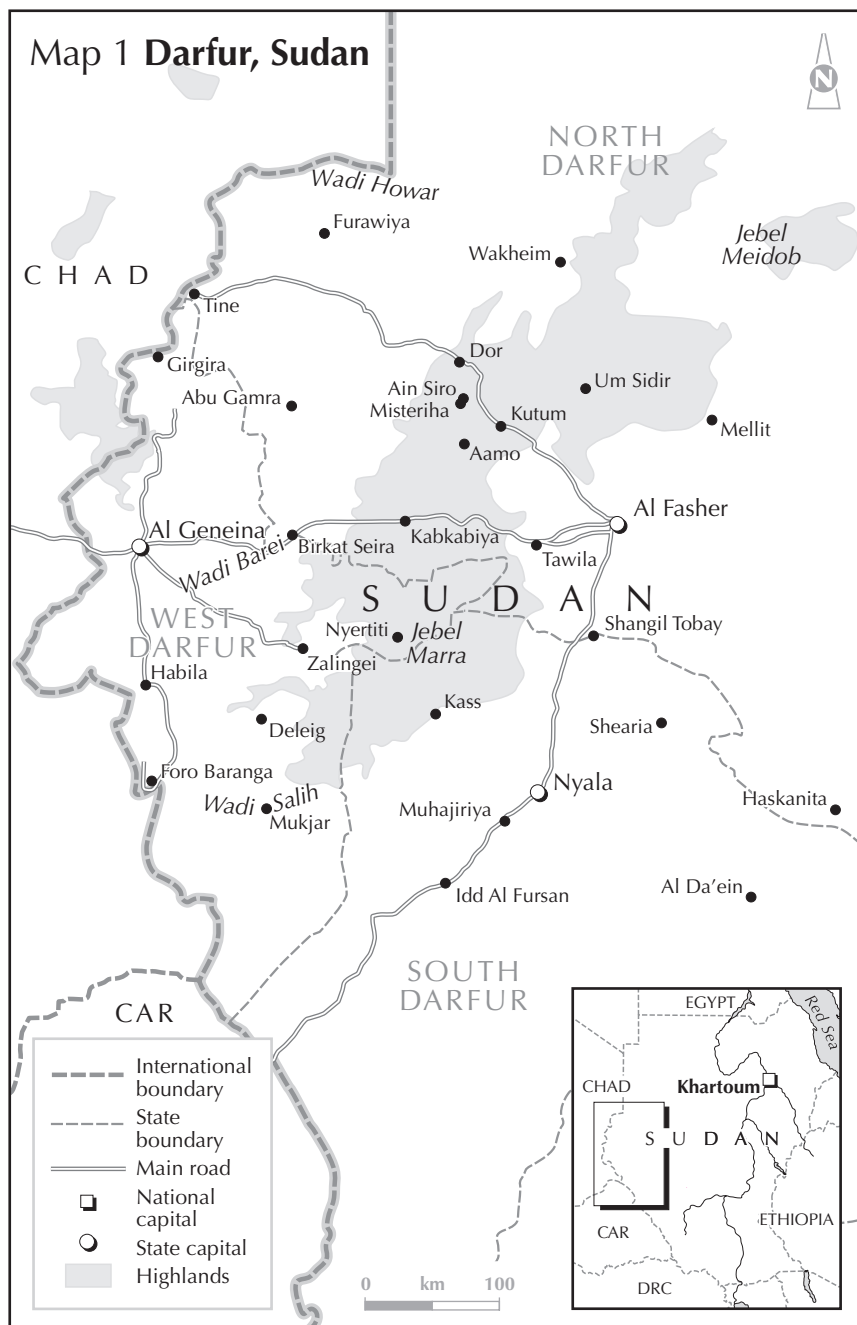 Map 1 Darfur, Sudan
N
NORTH
DARFUR
Wadi Howar
Furawiya
Wakheim
Jebel
Meidob
CHAD
Tine
Dor
Girgira
Ain Siro
Um Sidir
Abu Gamra
Misteriha
Kutum
Mellit
Aamo
Al Fasher
Al Geneina
Kabkabiya
Wadi Barei
Birkat Seira
Tawila
SUDAN
WEST
DARFUR
Nyertiti
Jebel
Marra
Shangil Tobay
Zalingei
Habila
Kass
Deleig
Shearia
Foro Baranga
Nyala
Wadi Salih
Haskanita
Mukjar
Muhajiriya
Idd Al Fursan
Al Da'ein
SOUTH
DARFUR
CAR
International
boundary
State
boundary
Main road
National
capital
State capital
Highlands
0 km 100
EGYPT
Red Sea
CHAD
Khartoum
SUDAN
CAR
ETHIOPIA
DRC